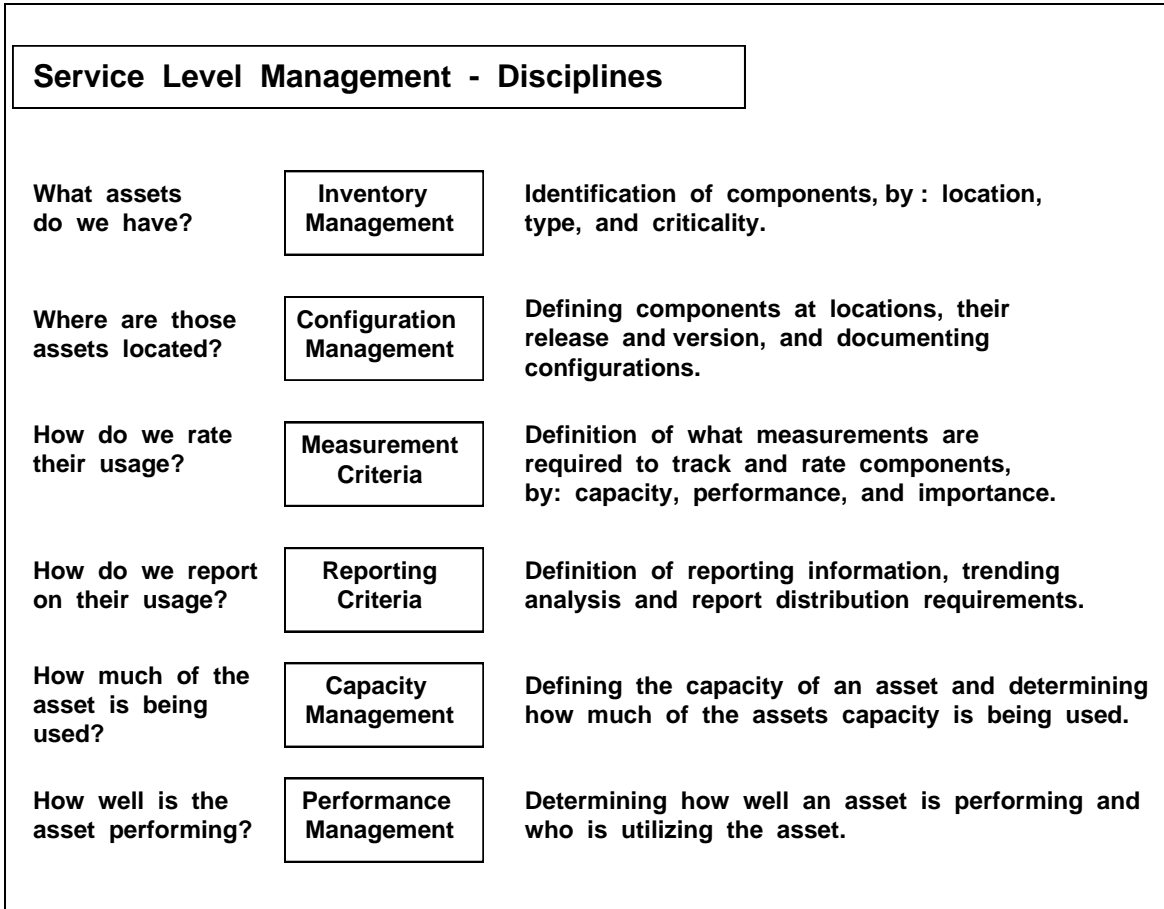 Service Level Management - Disciplines
What assets
do we have?
Inventory
Management
Identification of components, by : location,
type, and criticality.
Where are those
assets located?
Configuration
Management
Defining components at locations, their
release and version, and documenting
configurations.
How do we rate
their usage?
Measurement
Criteria
Definition of what measurements are
required to track and rate components,
by: capacity, performance, and importance.
How do we report
on their usage?
Reporting
Criteria
Definition of reporting information, trending
analysis and report distribution requirements.
How much of the
asset is being
used?
Capacity
Management
Defining the capacity of an asset and determining
how much of the assets capacity is being used.
How well is the
asset performing?
Performance
Management
Determining how well an asset is performing and
who is utilizing the asset.